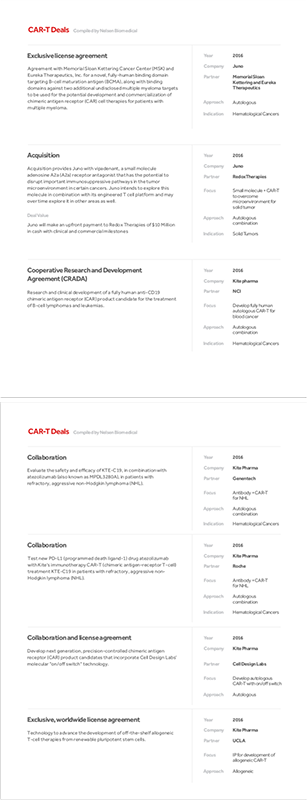 CAR-T Deals Compiled by Nelsen Biomedical
Exclusive license agreement
Agreement with Memorial Sloan Kettering Cancer Center (MSK) and
Eureka Therapeutics, Inc. for a novel, fully-human binding domain
targeting B-cell maturation antigen (BCMA), along with binding
domains against two additional undisclosed multiple myeloma targets
to be used for the potential development and commercialization of
chimeric antigen receptor (CAR) cell therapies for patients with
multiple myeloma.
Year 2016
Company Juno
Partner Memorial Sloan
Kettering and Eureka
Therapeutics
Approach Autologous
Indication Hematological Cancers
Acquisition
Acquisition provides Juno with vipadenant, a small molecule
adenosine A2a (A2a) receptor antagonist that has the potential to
disrupt important immunosuppressive pathways in the tumor
microenvironment in certain cancers. Juno intends to explore this
molecule in combination with its engineered T cell platform and may
over time explore it in other areas as well.
Deal Value
Juno will make an upfront payment to Redox Therapies of $10 Million
in cash with clinical and commercial milestones
Year 2016
Company Juno
Partner Redox Therapies
Focus Small molecule + CAR-T
to overcome
microenvironment for
solid tumor
Approach Autologous
combination
Indication Solid Tumors
Cooperative Research and Development
Agreement (CRADA)
Research and clinical development of a fully human anti-CD19
chimeric antigen receptor (CAR) product candidate for the treatment
of B-cell lymphomas and leukemias.
Year 2016
Company Kite pharma
Partner NCI
Focus Develop fully human
autologous CAR-T for
blood cancer
Approach Autologous
combination
Indication Hematological Cancers
CAR-T Deals Compiled by Nelsen Biomedical
Collaboration
Evaluate the safety and efficacy of KTE-C19, in combination with
atezolizumab (also known as MPDL3280A), in patients with
refractory, aggressive non-Hodgkin lymphoma (NHL).
Year 2016
Company Kite Pharma
Partner Genentech
Focus Antibody + CAR-T
for NHL
Approach Autologous
combination
Indication Hematological Cancers
Collaboration
Test new PD-L1 (programmed death ligand-1) drug atezolizumab
with Kite's immunotherapy CAR-T (chimeric antigen receptor T-cell)
treatment KTE-C19 in patients with refractory, aggressive non-
Hodgkin lymphoma (NHL).
Year 2016
Company Kite Pharma
Partner Roche
Focus Antibody + CAR-T
for NHL
Approach Autologous
combination
Indication Hematological Cancers
Collaboration and license agreement
Develop next generation, precision-controlled chimeric antigen
receptor (CAR) product candidates that incorporate Cell Design Labs'
molecular "on/off switch" technology.
Year 2016
Company Kite Pharma
Partner Cell Design Labs
Focus Develop autologous
CAR-T with on/off switch
Approach Autologous
Exclusive, worldwide license agreement
Technology to advance the development of off-the-shelf allogeneic
T-cell therapies from renewable pluripotent stem cells.
Year 2016
Company Kite Pharma
Partner UCLA
Focus IP for development of
allogeneic CAR-T
Approach Allogeneic